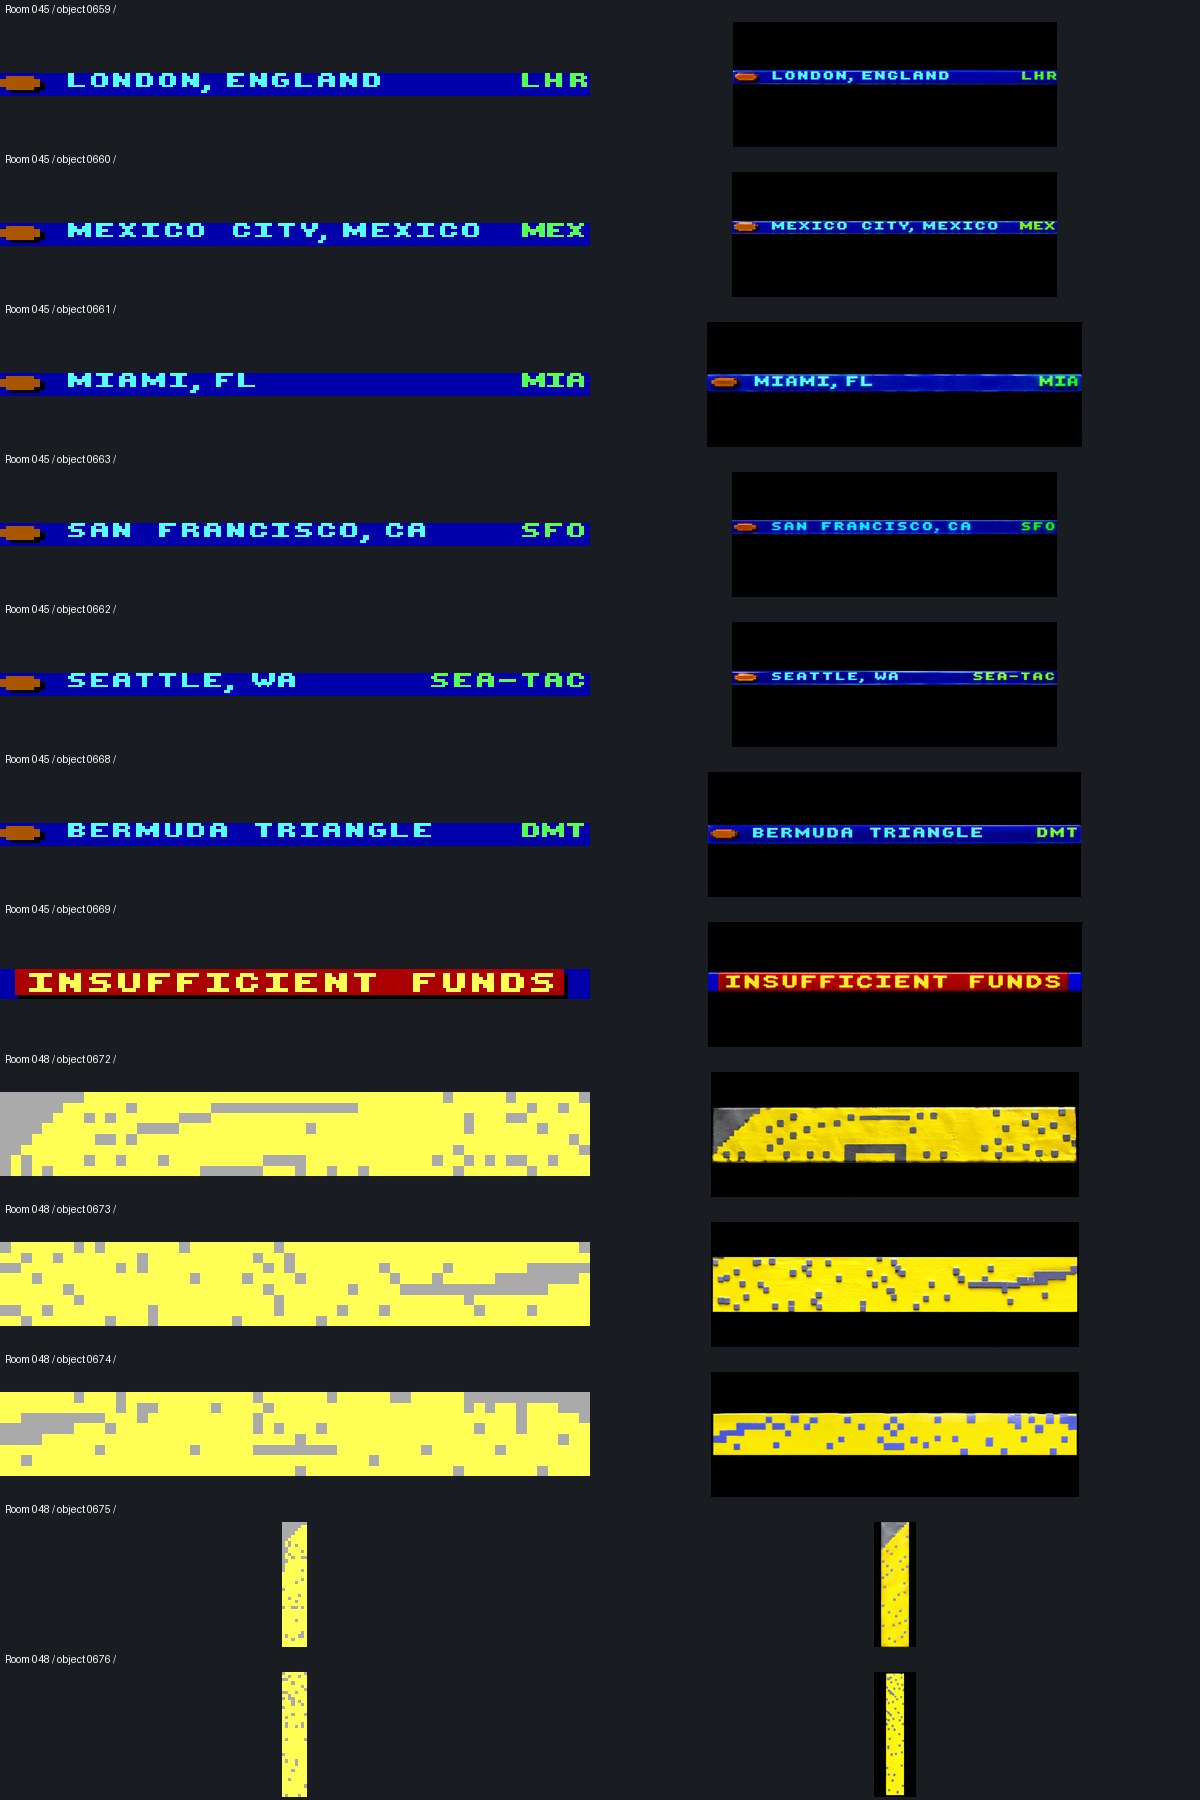 Room 045 / object 0659 /
LONDON, ENGLAND LHR LONDON, ENGLAND LHR
Room 045 / object 0660 /
MEXICO CITY, MEXICO MEX MEXICO CITY, MEXICO MEX
Room 045 / object 0661 /
MIAMI, FL MIA MIAMI, FL MIA
Room 045 / object 0663 /
SAN FRANCISCO, CA SFO SAN FRANCISCO, CA SFO
Room 045 / object 0662 /
SEATTLE, WA SEA-TAC SEATTLE, WA SEA-TAC
Room 045 / object 0668 /
BERMUDA TRIANGLE DMT BERMUDA TRIANGLE DMT
Room 045 / object 0669 /
INSUFFICIENT FUNDS INSUFFICIENT FUNDS
Room 048 / object 0672 /
Room 048 / object 0673 /
Room 048 / object 0674 /
Room 048 / object 0675 /
Room 048 / object 0676 /